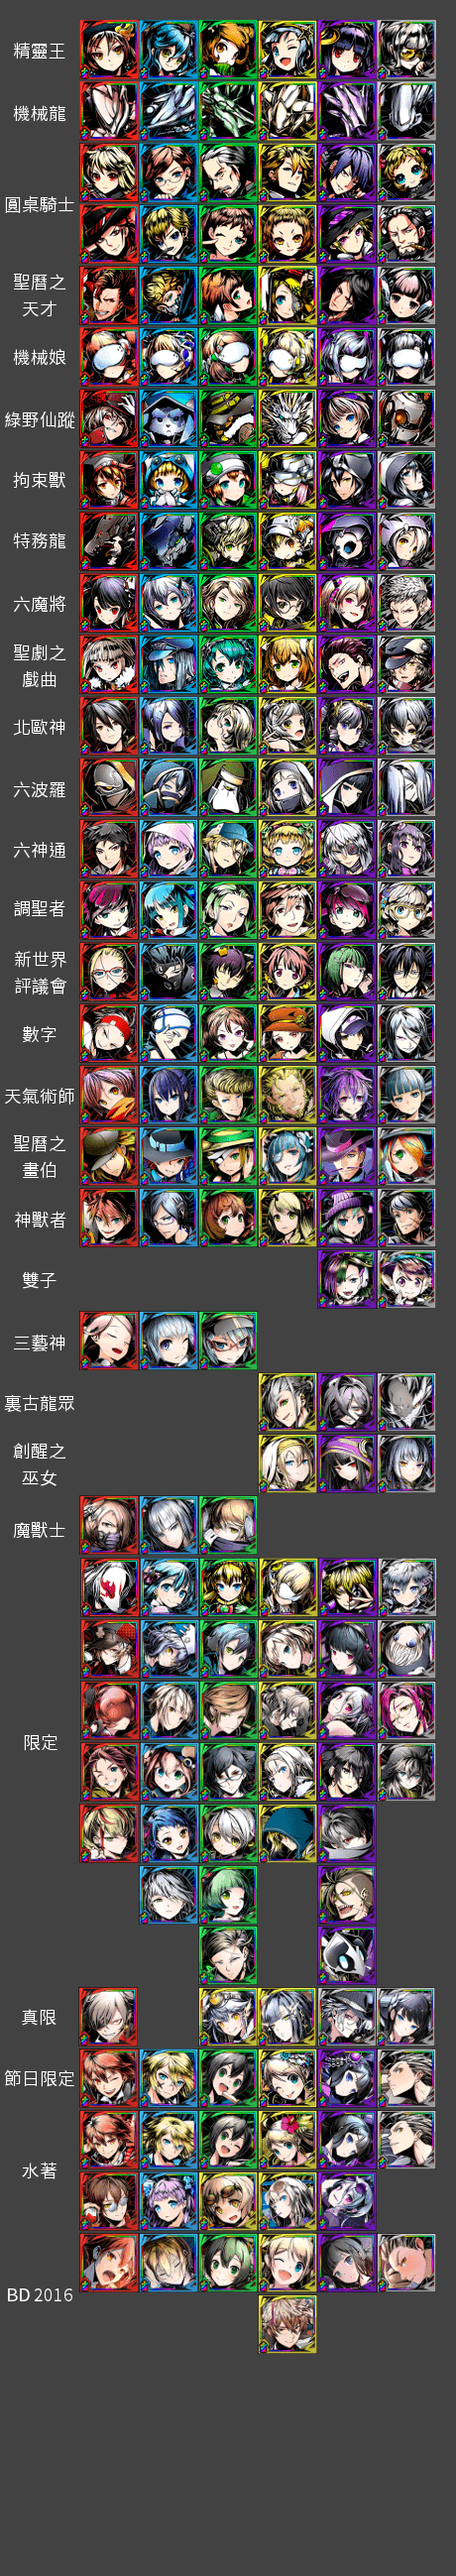 精靈王
機械龍
圓桌騎士
聖曆之
天才
機械娘
綠野仙蹤
拘束獸
特務龍
六魔將
聖劇之
戲曲
北歐神
六波羅
六神通
調聖者
新世界
評議會
數字
天氣術師
聖曆之
畫伯
神獸者
雙子
三藝神
裏古龍眾
創醒之
巫女
魔獸士
限定
真限
節日限定
水著
BD 2016